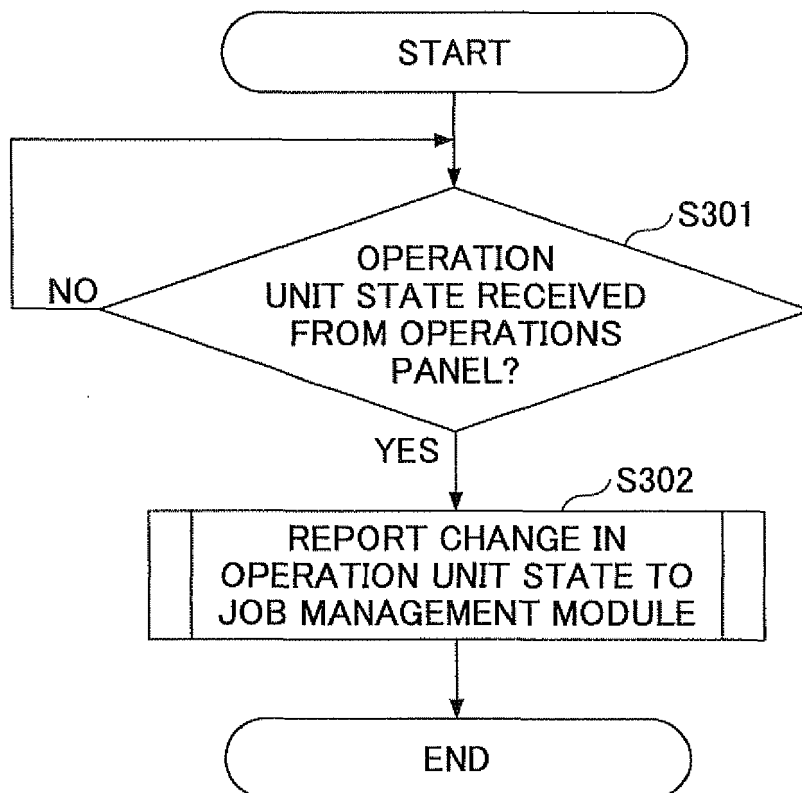 START
S301
OPERATION
UNIT STATE RECEIVED
FROM OPERATIONS
PANEL?
NO
YES
S302
REPORT CHANGE IN
OPERATION UNIT STATE TO
JOB MANAGEMENT MODULE
END